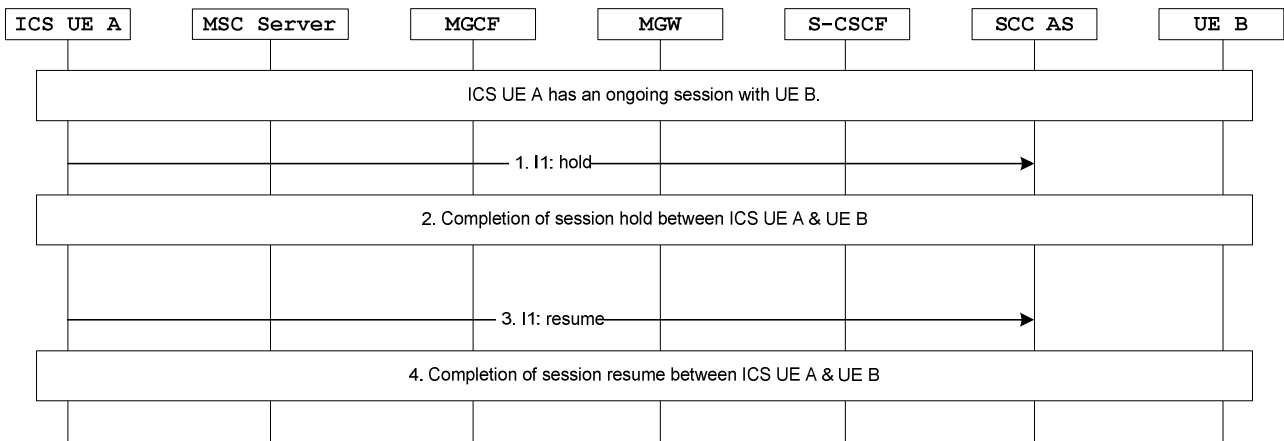 ICS UE A
MSC Server
MGCF
MGW
S-CSCF
SCC AS
UE B
ICS UE A has an ongoing session with UE B.
1. I1: hold
2. Completion of session hold between ICS UE A & UE B
3. I1: resume
4. Completion of session resume between ICS UE A & UE B